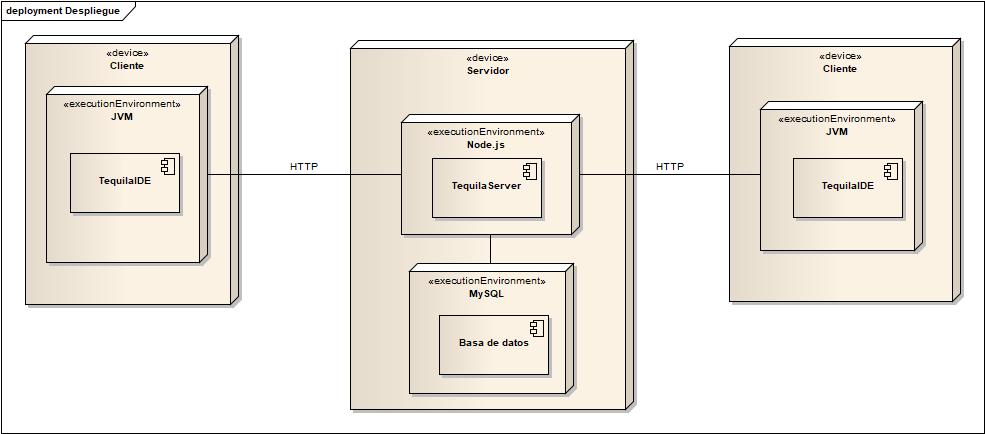 deployment Despliegue
«device»
Cliente
«executionEnvironment»
JVM
TequilaIDE
HTTP
«device»
Servidor
«executionEnvironment»
Node.js
TequilaServer
«executionEnvironment»
MySQL
Basa de datos
HTTP
«device»
Cliente
«executionEnvironment»
JVM
TequilaIDE